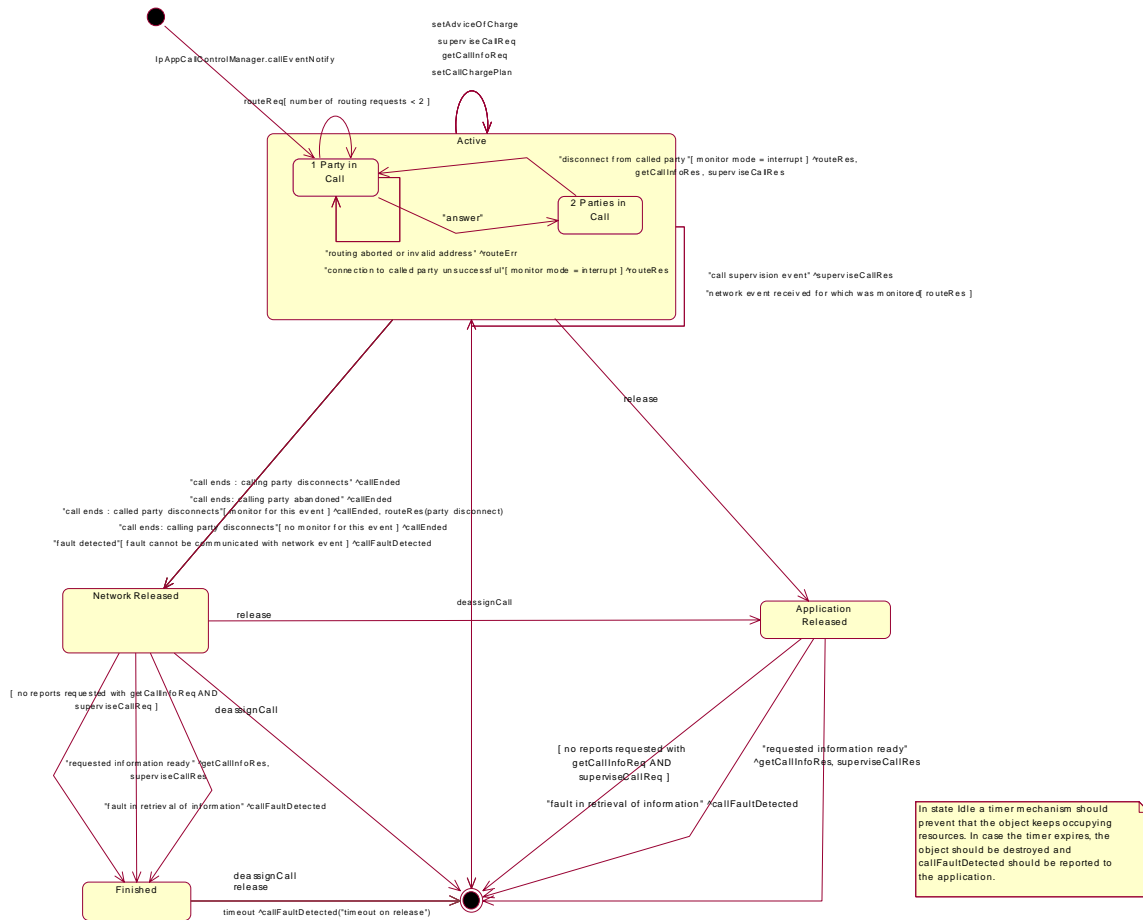 setAdviceOfCharge
superviseCallReq
getCallInfoReq
setCallChargePlan
IpAppCallControlManager.callEventNotify
routeReq[ number of routing requests < 2 ]
Active
1 Party in
Call
"disconnect from called party"[ monitor mode = interrupt ] ^routeRes,
getCallInfoRes, superviseCallRes
2 Parties in
Call
"answer"
"routing aborted or invalid address" ^routeErr
"connection to called party unsuccessful"[ monitor mode = interrupt ] ^routeRes
"call supervision event" ^superviseCallRes
"network event received for which was monitored[ routeRes ]
release
"call ends : calling party disconnects" ^callEnded
"call ends: calling party abandoned" ^callEnded
"call ends : called party disconnects"[ monitor for this event ] ^callEnded, routeRes(party disconnect)
"call ends: calling party disconnects"[ no monitor for this event ] ^callEnded
"fault detected"[ fault cannot be communicated with network event ] ^callFaultDetected
Network Released
release
deassignCall
Application
Released
[ no reports requested with getCallInfoReq AND
superviseCallReq ]
deassignCall
"requested information ready" ^getCallInfoRes,
superviseCallRes
"fault in retrieval of information" ^callFaultDetected
[ no reports requested with
getCallInfoReq AND
superviseCallReq ]
"requested information ready"
^getCallInfoRes, superviseCallRes
"fault in retrieval of information" ^callFaultDetected
In state Idle a timer mechanism should
prevent that the object keeps occupying
resources. In case the timer expires, the
object should be destroyed and
callFaultDetected should be reported to
the application.
Finished
deassignCall
release
timeout ^callFaultDetected("timeout on release")